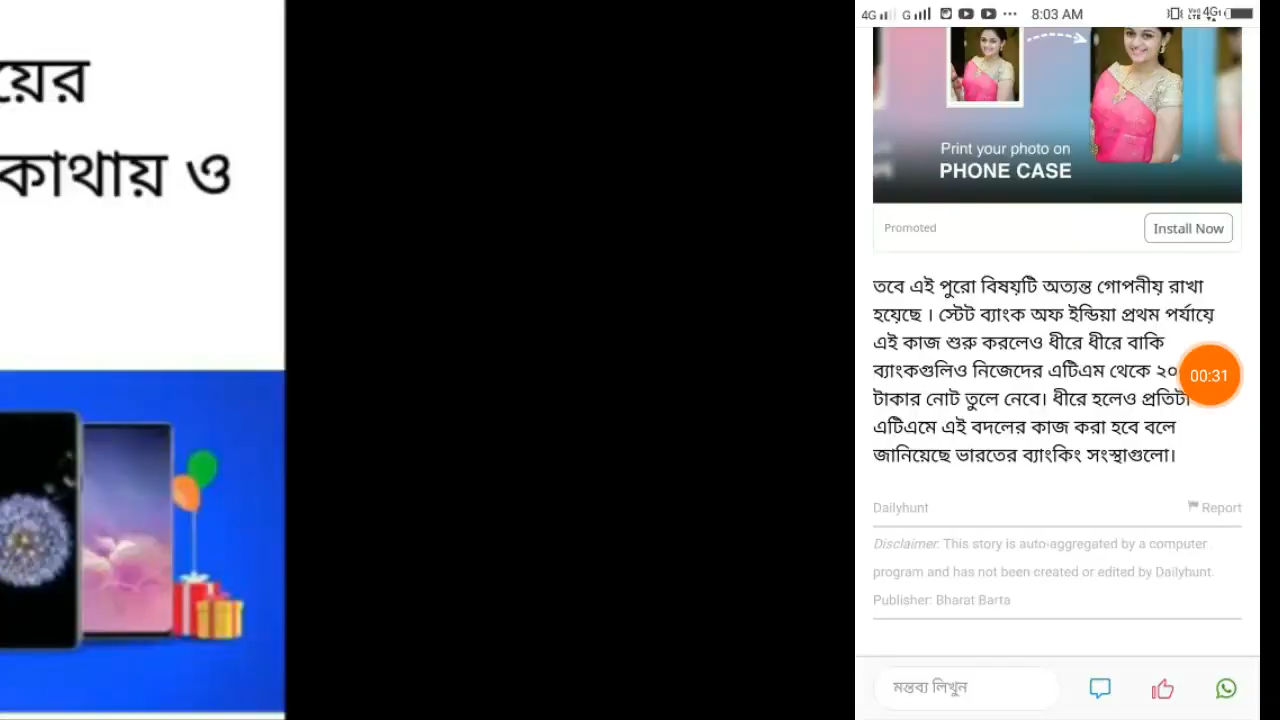 য়ের
কোথায় ও
4G G 8:03 AM 4G
Print your photo on
PHONE CASE
Promoted
Install Now
তবে এই পুরো বিষয়টি অত্যন্ত গোপনীয় রাখা
হয়েছে । স্টেট ব্যাংক অফ ইন্ডিয়া প্রথম পর্যায়ে
এই কাজ শুরু করলেও ধীরে ধীরে বাকি
ব্যাংকগুলিও নিজেদের এটিএম থেকে ২০
00:31
টাকার নোট তুলে নেবে। ধীরে হলেও প্রতিটা
এটিএমে এই বদলের কাজ করা হবে বলে
জানিয়েছে ভারতের ব্যাংকিং সংস্থাগুলো।
Dailyhunt
Report
Disclaimer: This story is auto-aggregated by a computer
program and has not been created or edited by Dailyhunt.
Publisher: Bharat Barta
মন্তব্য লিখুন